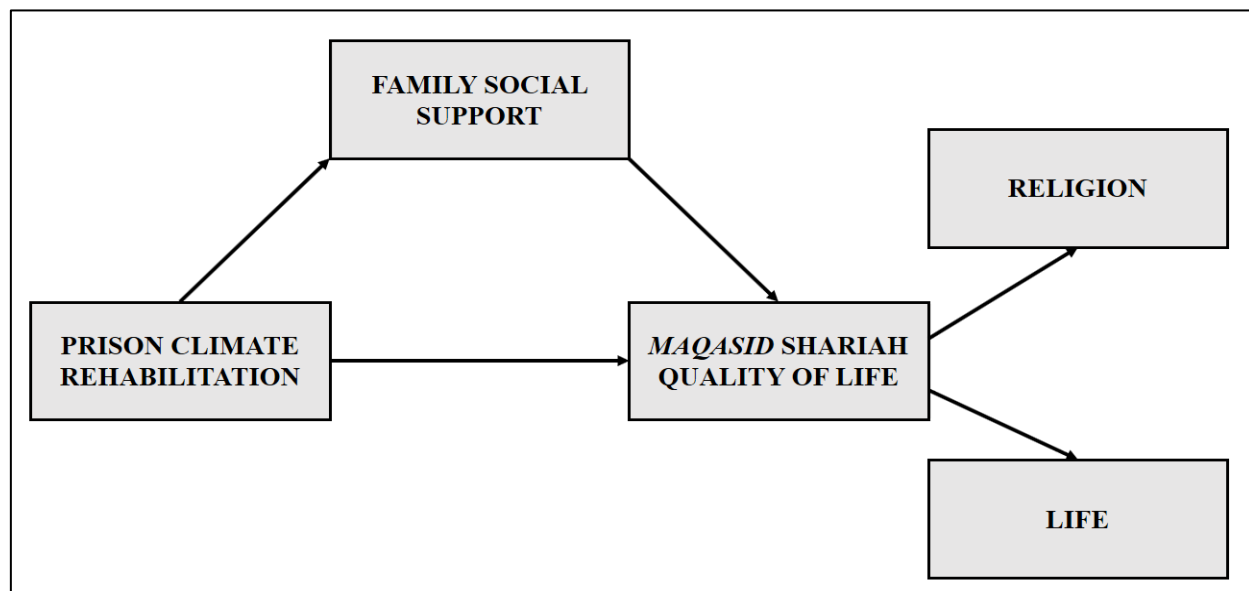 FAMILY SOCIAL
SUPPORT
RELIGION
PRISON CLIMATE
REHABILITATION
MAQASID SHARIAH
QUALITY OF LIFE
LIFE